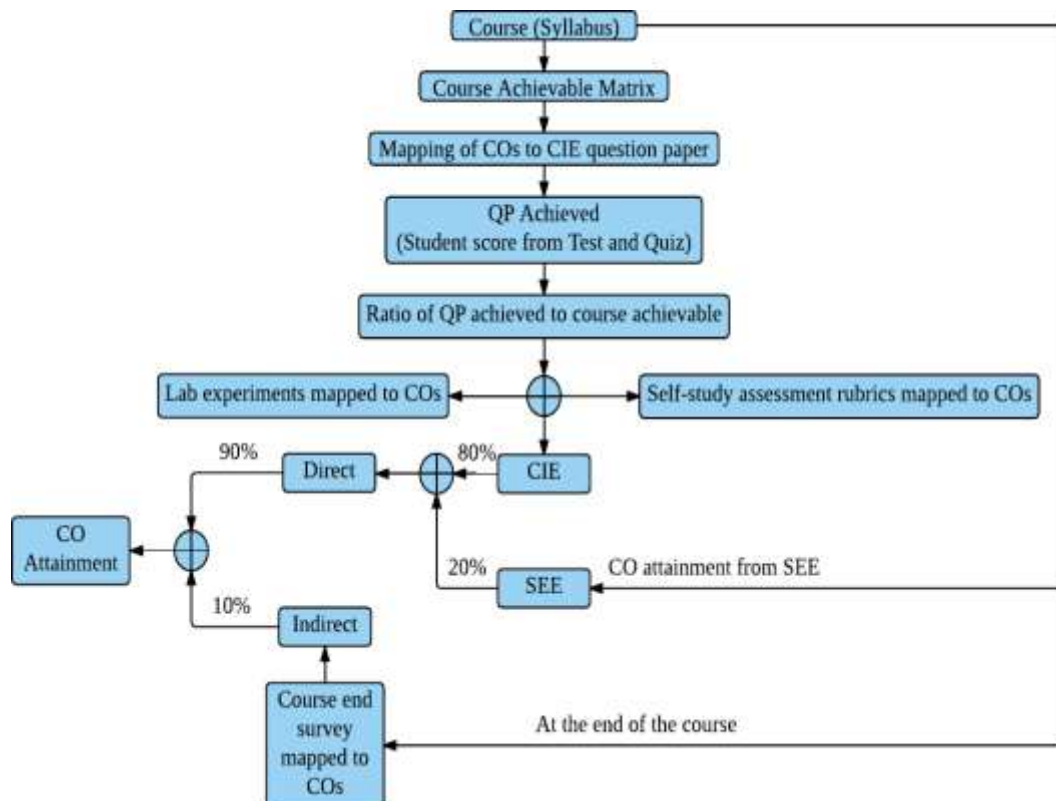 Course (Syllabus)
Course Achievable Matrix
Mapping of COs to CIE question paper
QP Achieved
(Student score from Test and Quiz)
Ratio of QP achieved to course achievable
Lab experiments mapped to COs
Self-study assessment rubrics mapped to COs
90%
Direct
80%
CIE
CO
Attainment
20%
SEE
CO attainment from SEE
10%
Indirect
Course end
survey
mapped to
COs
At the end of the course